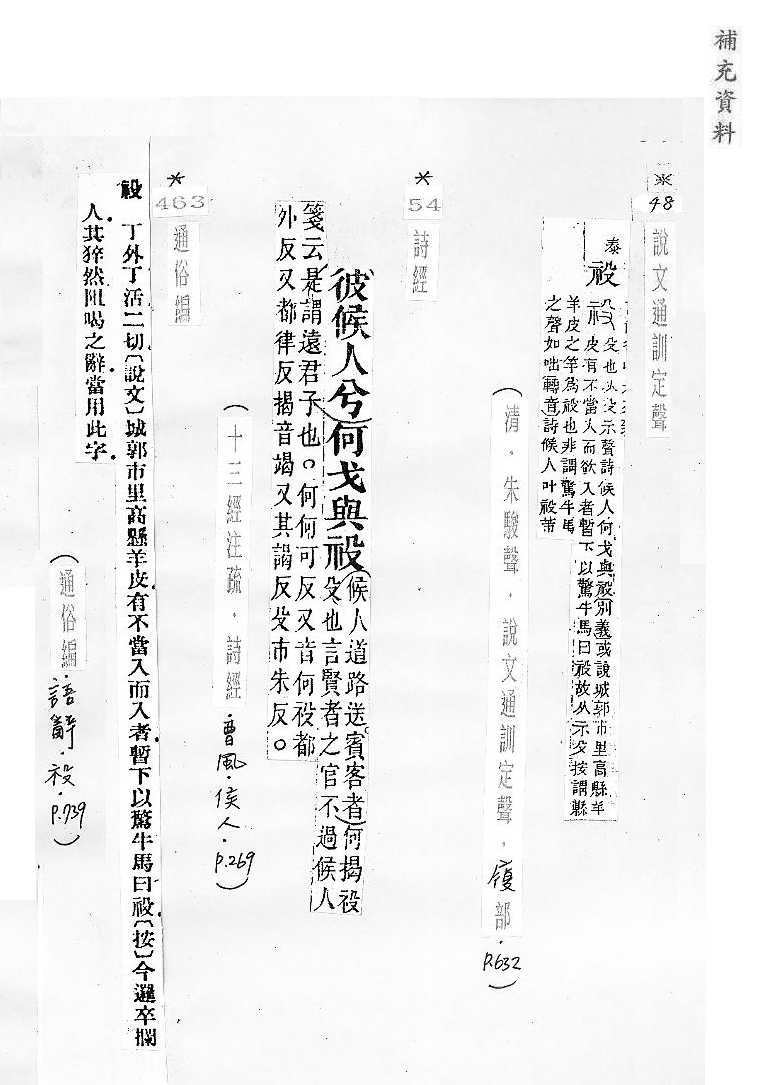 補充資料
※
48
說文通訓定聲
泰
祋
殳也从殳示聲詩候人何戈與祋別義或說城郭市里高縣羊
皮有不當入而欲入者暫下以驚牛馬曰祋故从示殳按謂縣
羊皮之竿爲祋也非謂驚牛馬
之聲如咄轉音詩候人叶祋芾
（清．朱駿聲．說文通訓定聲．履部．P.632）
*
54
詩經
彼候人兮何戈與祋
候人道路送賓客者何揭祋
殳也言賢者之官不過候人
箋云是謂遠君子也。何何可反又音何祋都
外反又都律反揭音竭又其謁反殳市朱反。
（十三經注疏．詩經．曹風．侯人．P.269）
*
463
通俗編
祋
丁外丁活二切〔說文〕城郭市里高縣羊皮有不當入而入者暫下以驚牛馬曰祋〔按〕今邏卒攔
人其猝然阻喝之辭當用此字
（通俗編．語辭．祋．P.739）